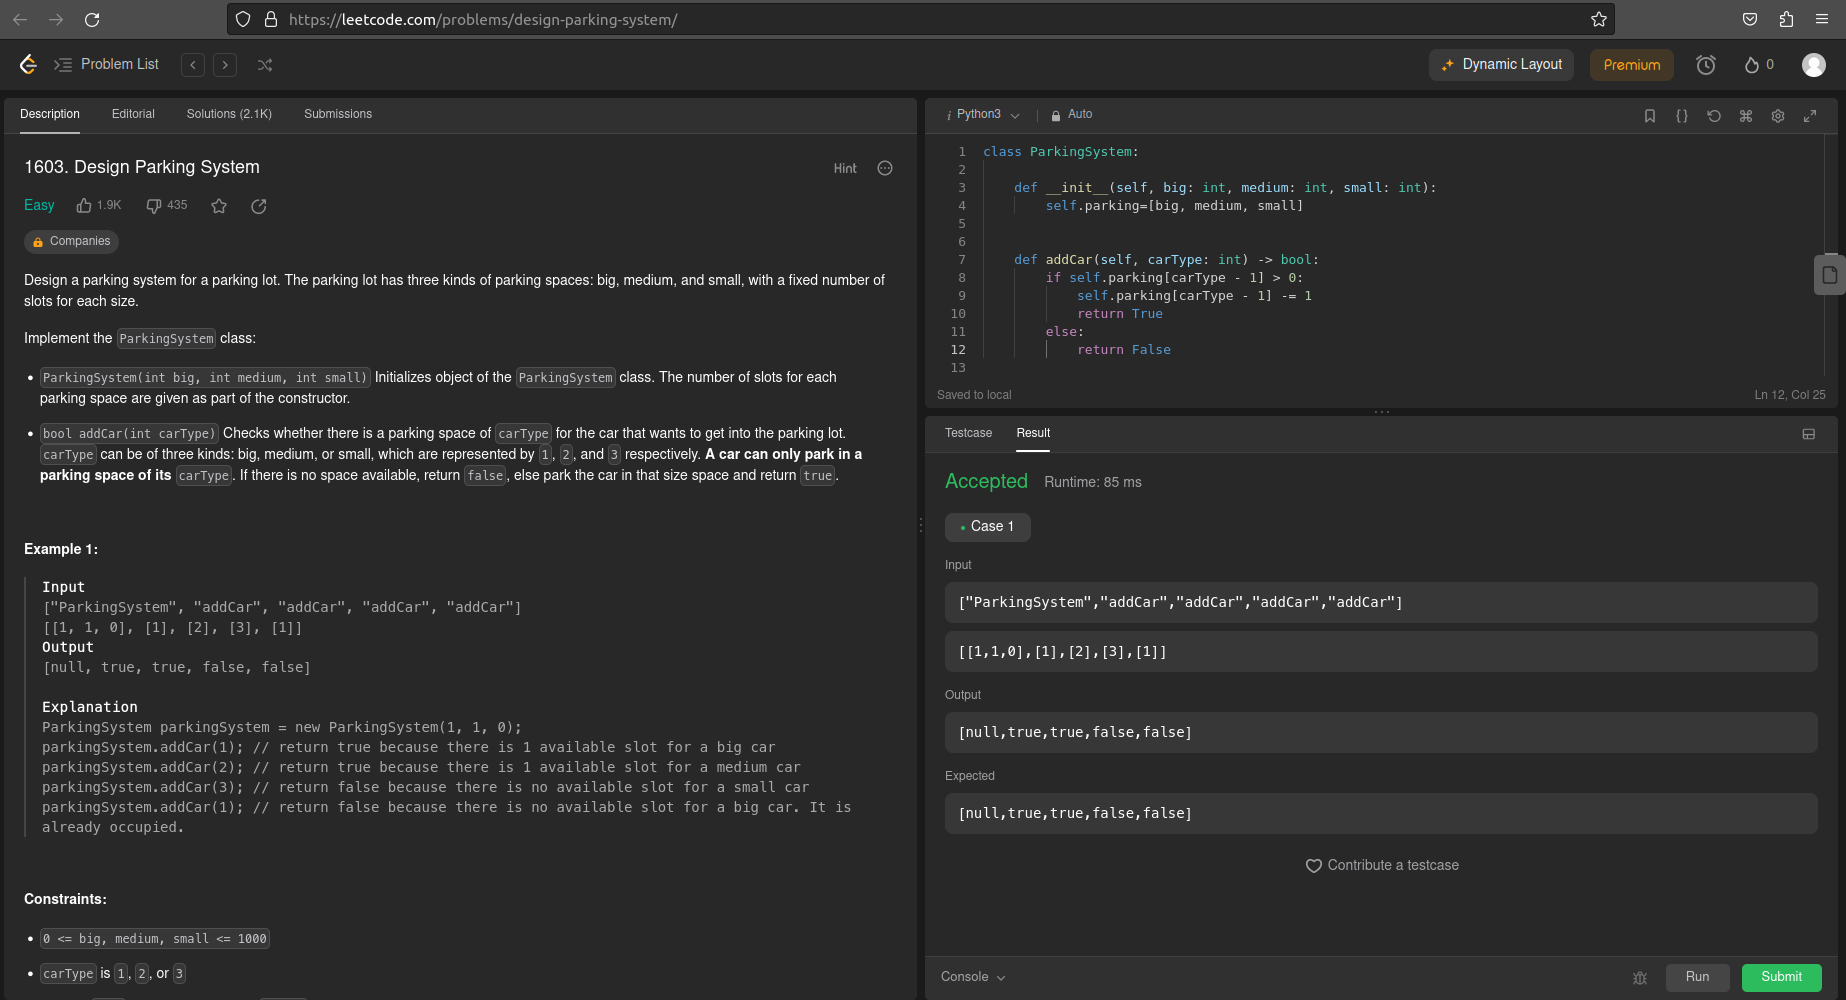 https://leetcode.com/problems/design-parking-system/
Problem List
Dynamic Layout
Premium
0
Description Editorial Solutions (2.1K) Submissions
1603. Design Parking System
Hint
Easy 1.9K 435
Companies
Design a parking system for a parking lot. The parking lot has three kinds of parking spaces: big, medium, and small, with a fixed number of
slots for each size.
Implement the ParkingSystem class:
• ParkingSystem(int big, int medium, int small) Initializes object of the ParkingSystem class. The number of slots for each
parking space are given as part of the constructor.
• bool addCar(int carType) Checks whether there is a parking space of carType for the car that wants to get into the parking lot.
carType can be of three kinds: big, medium, or small, which are represented by 1, 2, and 3 respectively. A car can only park in a
parking space of its carType. If there is no space available, return false, else park the car in that size space and return true.
Example 1:
Input
["ParkingSystem", "addCar", "addCar", "addCar", "addCar"]
[[1, 1, 0], [1], [2], [3], [1]]
Output
[null, true, true, false, false]
Explanation
ParkingSystem parkingSystem = new ParkingSystem(1, 1, 0);
parkingSystem.addCar(1); // return true because there is 1 available slot for a big car
parkingSystem.addCar(2); // return true because there is 1 available slot for a medium car
parkingSystem.addCar(3); // return false because there is no available slot for a small car
parkingSystem.addCar(1); // return false because there is no available slot for a big car. It is
already occupied.
Constraints:
• 0 <= big, medium, small <= 1000
• carType is 1, 2, or 3
i Python3 Auto
1 class ParkingSystem:
2
3 def __init__(self, big: int, medium: int, small: int):
4 self.parking=[big, medium, small]
5
6
7 def addCar(self, carType: int) -> bool:
8 if self.parking[carType - 1] > 0:
9 self.parking[carType - 1] -= 1
10 return True
11 else:
12 return False
13
Saved to local
Ln 12, Col 25
Testcase Result
Accepted Runtime: 85 ms
• Case 1
Input
["ParkingSystem","addCar","addCar","addCar","addCar"]
[[1,1,0],[1],[2],[3],[1]]
Output
[null,true,true,false,false]
Expected
[null,true,true,false,false]
Contribute a testcase
Console
Run
Submit